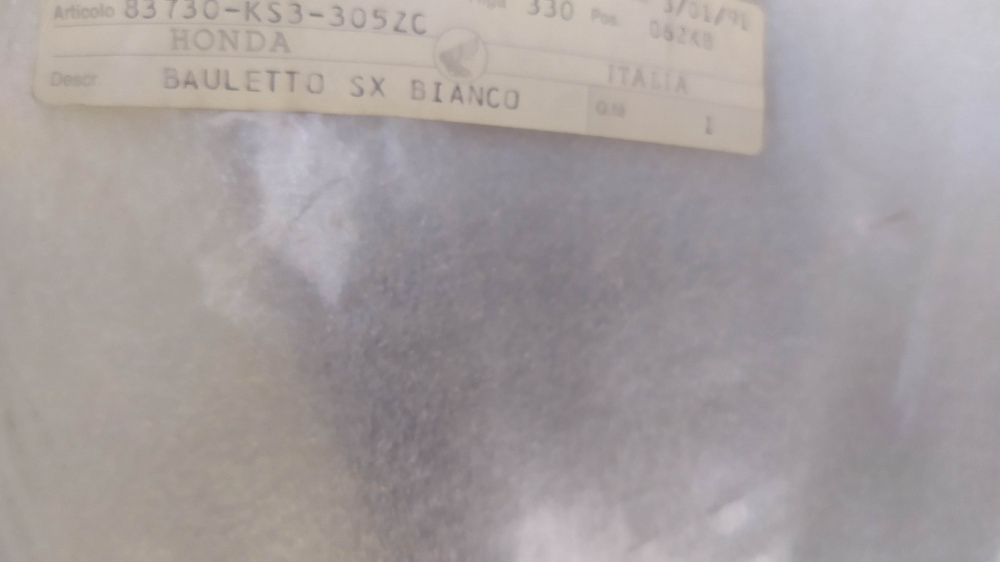 Articolo 83730-KS3-305ZC 330 Pos.
HONDA ITALIA
Descr. BAULETTO SX BIANCO 1